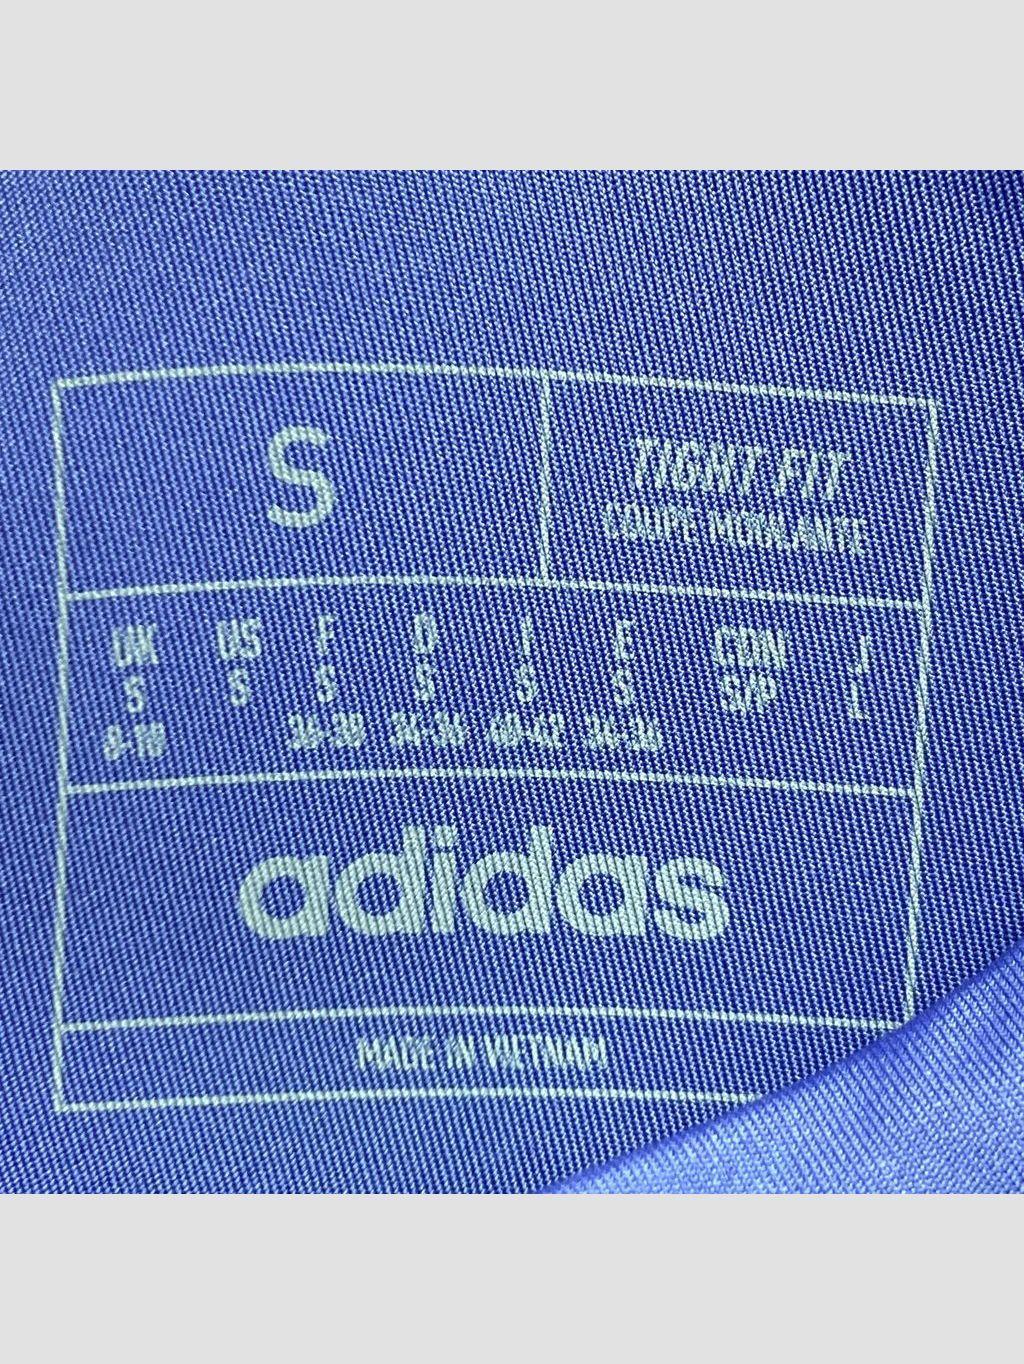 S
TIGHT FIT
COUPE MOULANTE
UK US F D I E CDN J
S S S S S S S/P L
8-10 36-38 34-36 40-42 34-36
adidas
MADE IN VIETNAM